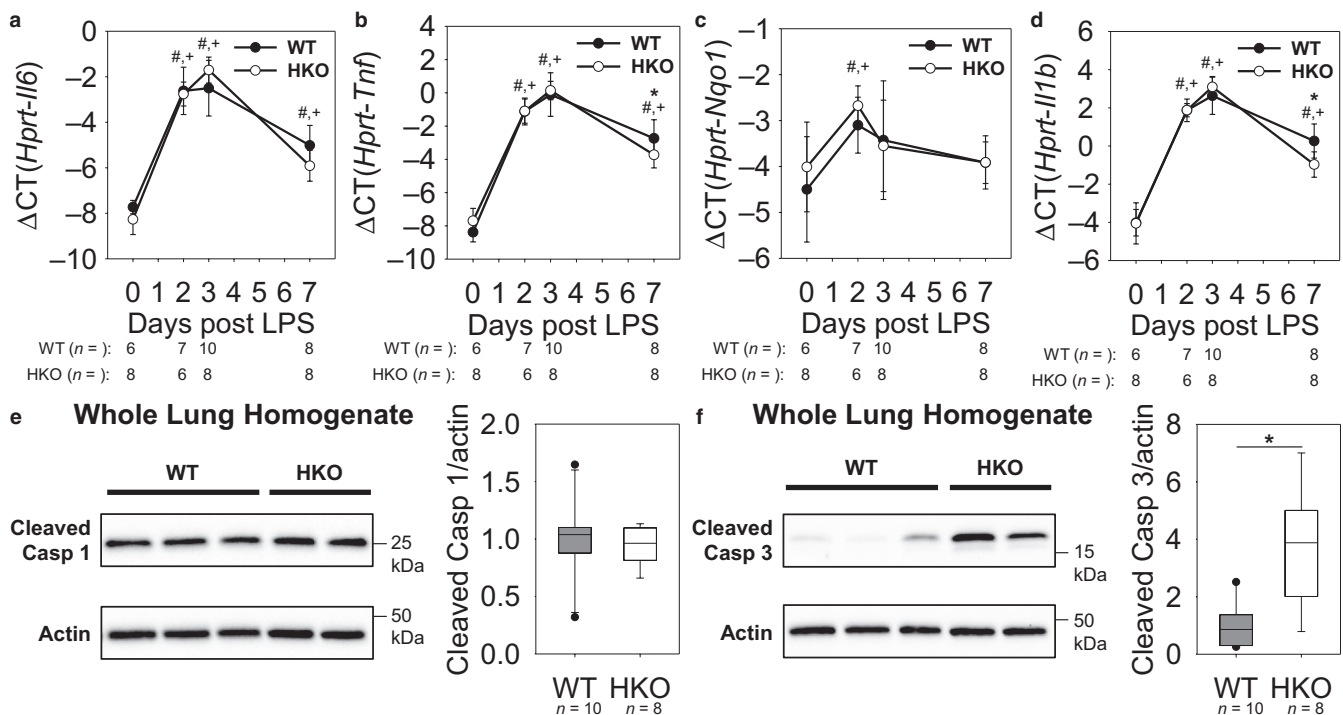 a
ΔCT(Hprt-Il6)
0
–2
–4
–6
–8
–10
#,+
#,+
#,+
WT
HKO
0 1 2 3 4 5 6 7
Days post LPS
WT (n = ): 6 7 10 8
HKO (n = ): 8 6 8 8
b
ΔCT(Hprt-Tnf)
4
2
0
–2
–4
–6
–8
–10
#,+
#,+
*
#,+
WT
HKO
0 1 2 3 4 5 6 7
Days post LPS
WT (n = ): 6 7 10 8
HKO (n = ): 8 6 8 8
c
ΔCT(Hprt-Nqo1)
–1
–2
–3
–4
–5
–6
#,+
WT
HKO
0 1 2 3 4 5 6 7
Days post LPS
WT (n = ): 6 7 10 8
HKO (n = ): 8 6 8 8
d
ΔCT(Hprt-Il1b)
6
4
2
0
–2
–4
–6
#,+
#,+
*
#,+
WT
HKO
0 1 2 3 4 5 6 7
Days post LPS
WT (n = ): 6 7 10 8
HKO (n = ): 8 6 8 8
e
Whole Lung Homogenate
WT HKO
Cleaved
Casp 1
25
kDa
Actin
50
kDa
Cleaved Casp 1/actin
2.0
1.5
1.0
0.5
0.0
WT HKO
n = 10 n = 8
f
Whole Lung Homogenate
WT HKO
Cleaved
Casp 3
15
kDa
Actin
50
kDa
Cleaved Casp 3/actin
8
6
4
2
0
*
WT HKO
n = 10 n = 8